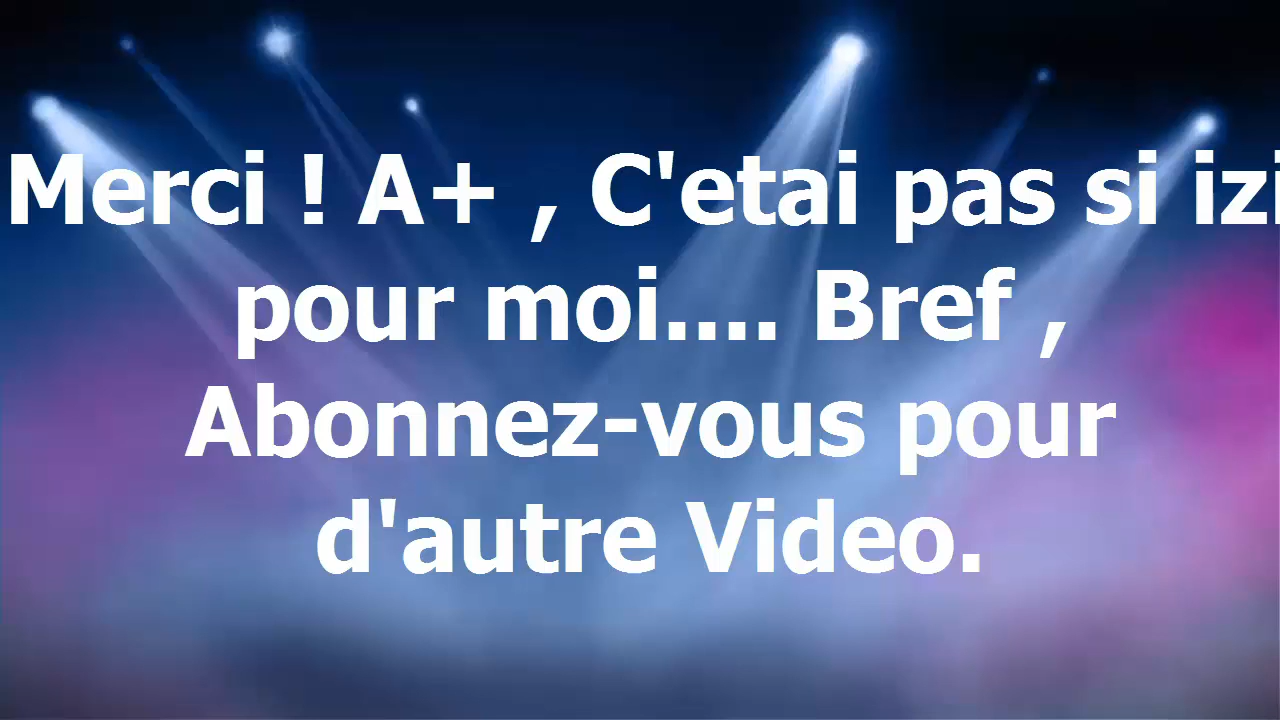 Merci ! A+ , C'etai pas si izi
pour moi.... Bref ,
Abonnez-vous pour
d'autre Video.